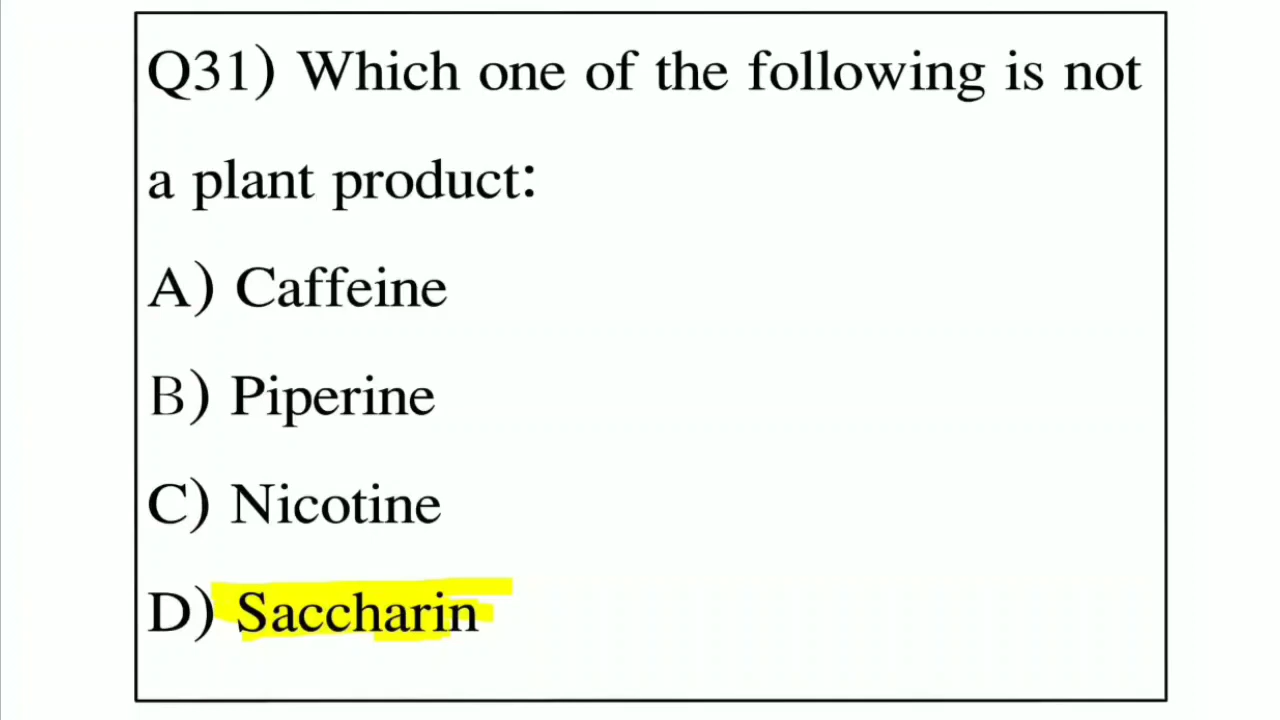 Q31) Which one of the following is not
a plant product:
A) Caffeine
B) Piperine
C) Nicotine
D) Saccharin